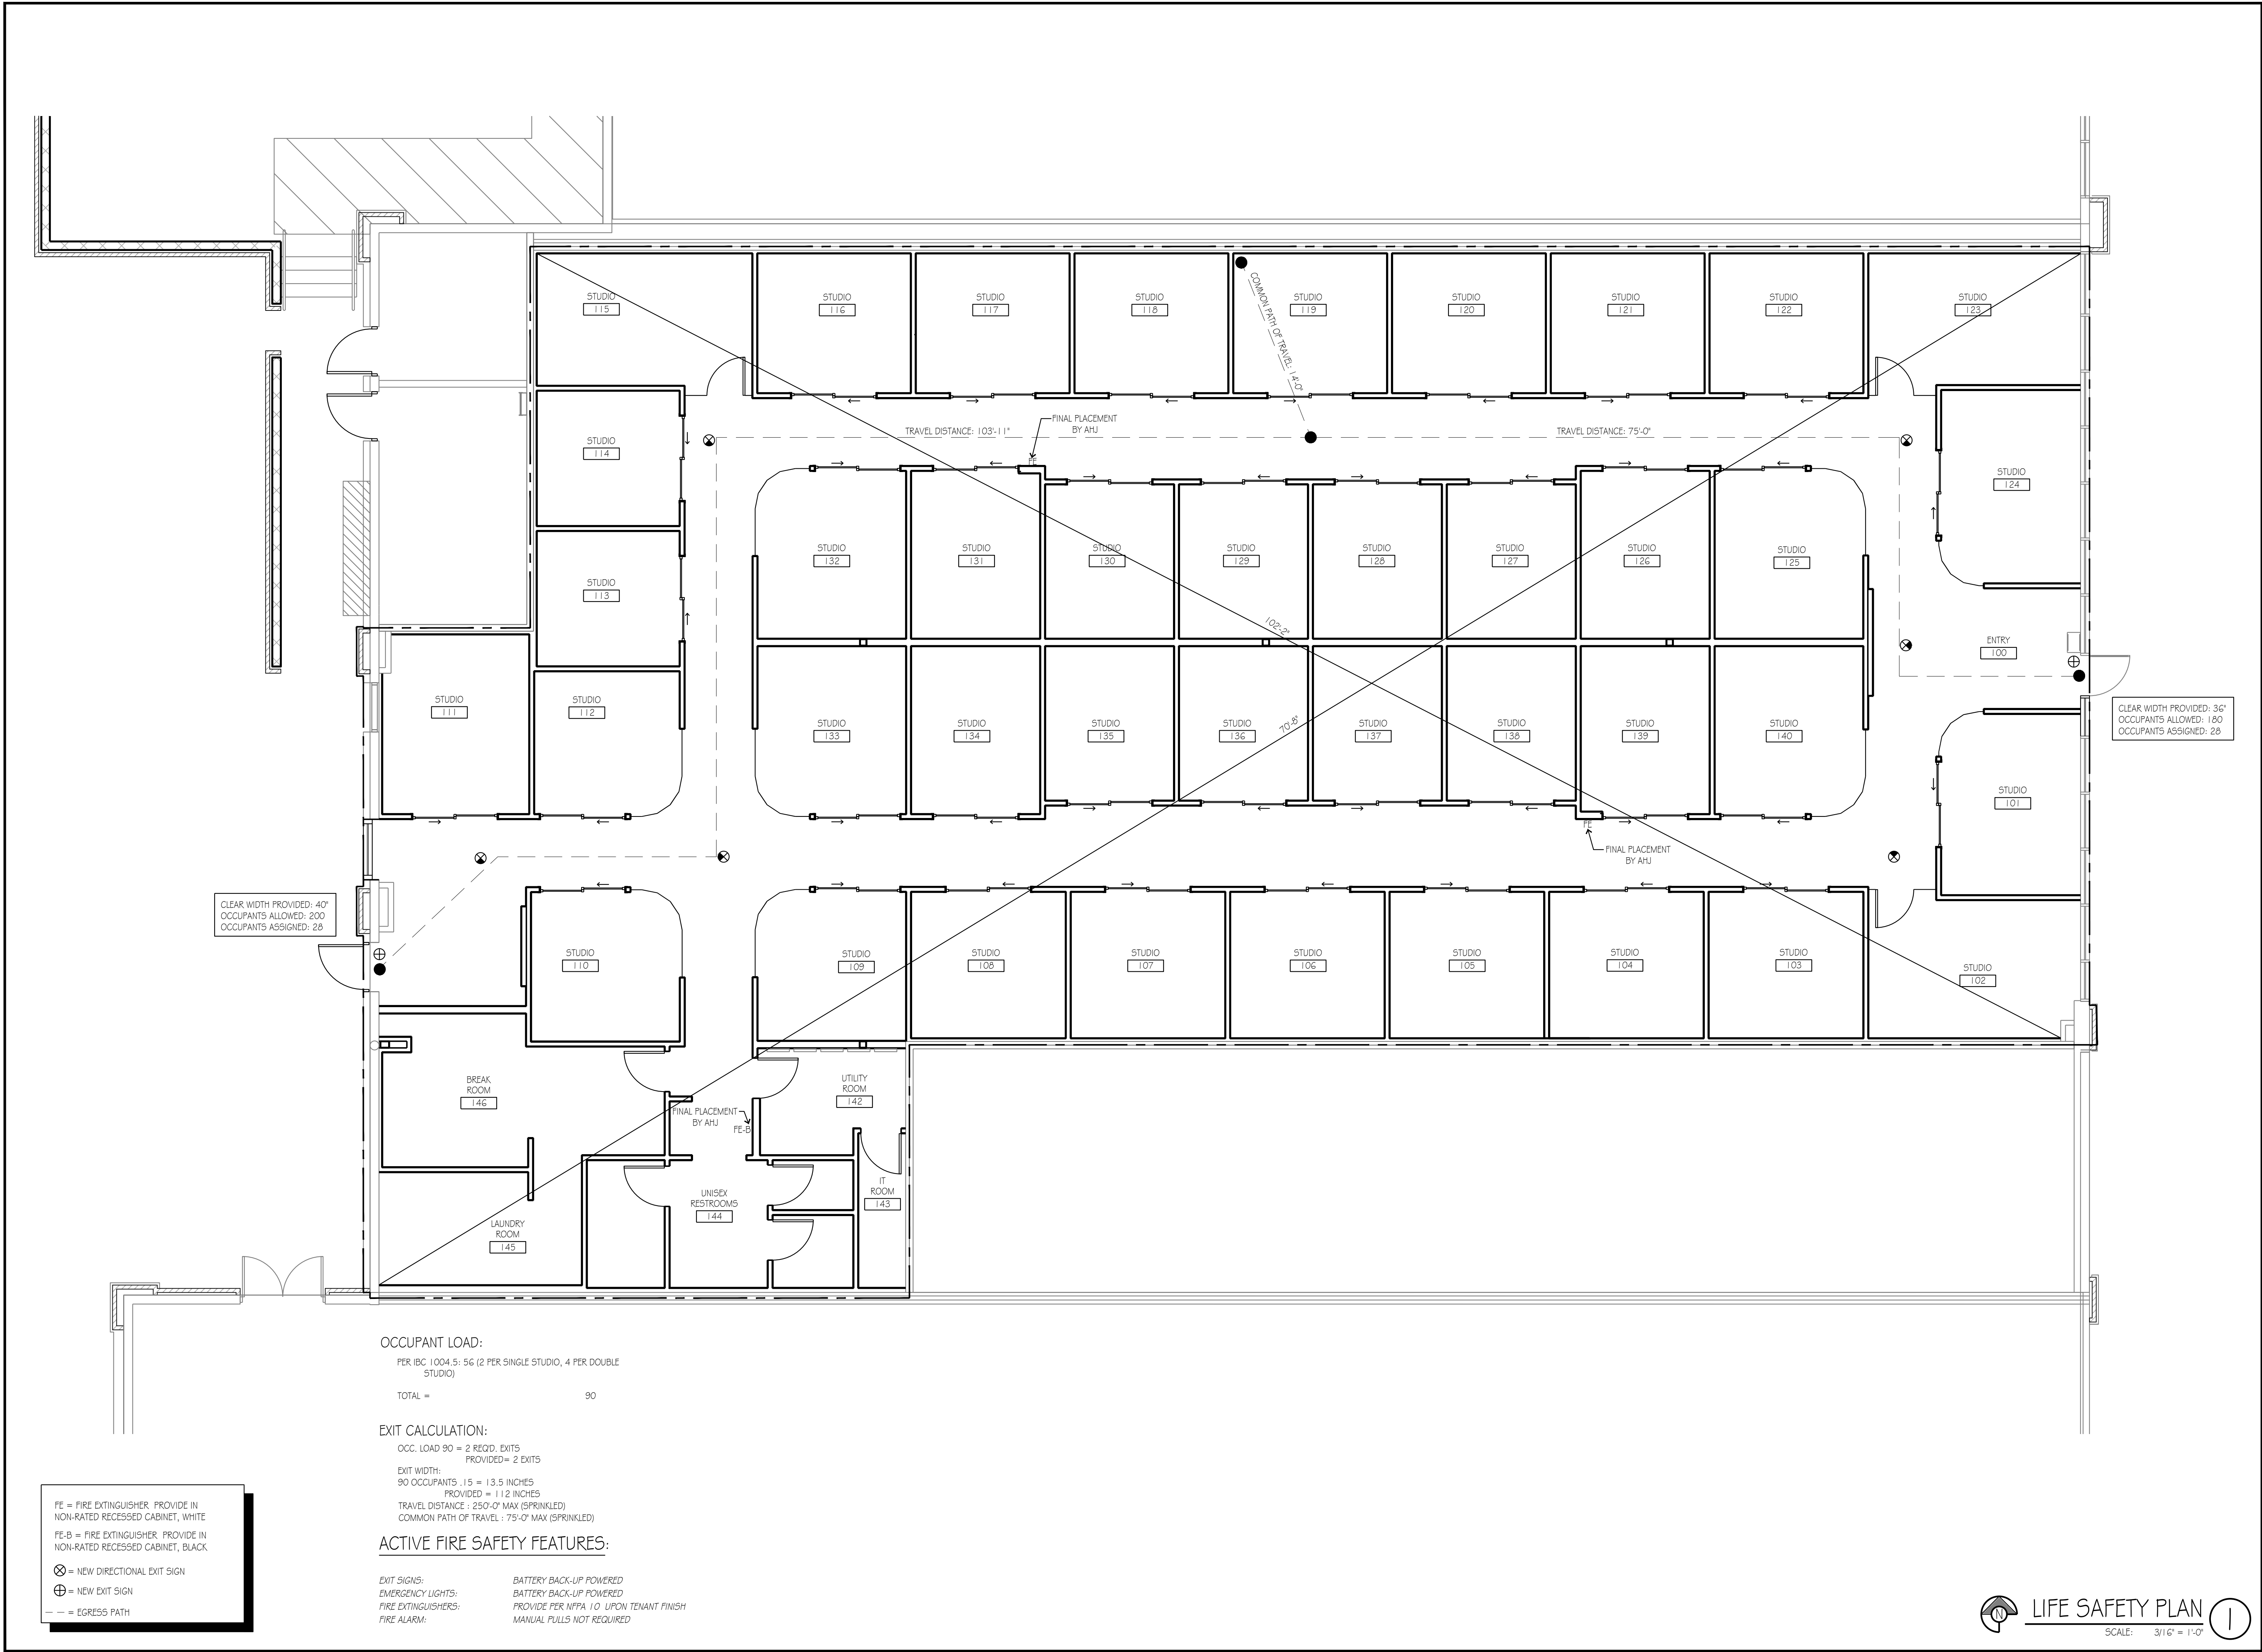 STUDIO
115
STUDIO
116
STUDIO
117
STUDIO
118
STUDIO
119
STUDIO
120
STUDIO
121
STUDIO
122
STUDIO
123
COMMON PATH OF TRAVEL: 14'-0"
STUDIO
114
TRAVEL DISTANCE: 103'-11"
FINAL PLACEMENT
BY AHJ
FE
TRAVEL DISTANCE: 75'-0"
STUDIO
124
STUDIO
113
STUDIO
132
STUDIO
131
STUDIO
130
STUDIO
129
STUDIO
128
STUDIO
127
STUDIO
126
STUDIO
125
102'-2"
ENTRY
100
STUDIO
111
STUDIO
112
STUDIO
133
STUDIO
134
STUDIO
135
STUDIO
136
70'-8"
STUDIO
137
STUDIO
138
STUDIO
139
STUDIO
140
CLEAR WIDTH PROVIDED: 36"
OCCUPANTS ALLOWED: 180
OCCUPANTS ASSIGNED: 28
STUDIO
101
FE
FINAL PLACEMENT
BY AHJ
CLEAR WIDTH PROVIDED: 40"
OCCUPANTS ALLOWED: 200
OCCUPANTS ASSIGNED: 28
STUDIO
110
STUDIO
109
STUDIO
108
STUDIO
107
STUDIO
106
STUDIO
105
STUDIO
104
STUDIO
103
STUDIO
102
BREAK
ROOM
146
UTILITY
ROOM
142
FINAL PLACEMENT
BY AHJ
FE-B
UNISEX
RESTROOMS
144
IT
ROOM
143
LAUNDRY
ROOM
145
OCCUPANT LOAD:
PER IBC 1004.5: 56 (2 PER SINGLE STUDIO, 4 PER DOUBLE
STUDIO)
TOTAL = 90
EXIT CALCULATION:
OCC. LOAD 90 = 2 REQ'D. EXITS
PROVIDED= 2 EXITS
EXIT WIDTH:
90 OCCUPANTS .15 = 13.5 INCHES
PROVIDED = 112 INCHES
TRAVEL DISTANCE : 250'-0" MAX (SPRINKLED)
COMMON PATH OF TRAVEL : 75'-0" MAX (SPRINKLED)
ACTIVE FIRE SAFETY FEATURES:
EXIT SIGNS: BATTERY BACK-UP POWERED
EMERGENCY LIGHTS: BATTERY BACK-UP POWERED
FIRE EXTINGUISHERS: PROVIDE PER NFPA 10 UPON TENANT FINISH
FIRE ALARM: MANUAL PULLS NOT REQUIRED
FE = FIRE EXTINGUISHER PROVIDE IN
NON-RATED RECESSED CABINET, WHITE
FE-B = FIRE EXTINGUISHER PROVIDE IN
NON-RATED RECESSED CABINET, BLACK
= NEW DIRECTIONAL EXIT SIGN
= NEW EXIT SIGN
= EGRESS PATH
N
LIFE SAFETY PLAN
1
SCALE: 3/16" = 1'-0"